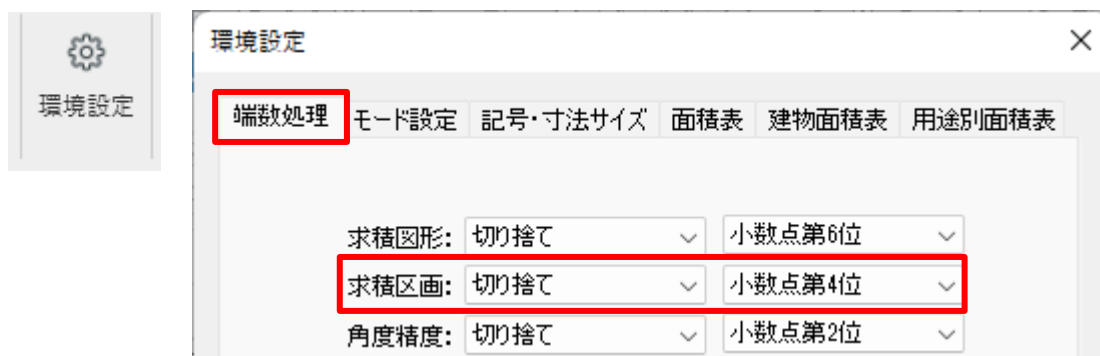 環境設定
環境設定
端数処理 モード設定 記号・寸法サイズ 面積表 建物面積表 用途別面積表
求積図形: 切り捨て 小数点第6位
求積区画: 切り捨て 小数点第4位
角度精度: 切り捨て 小数点第2位